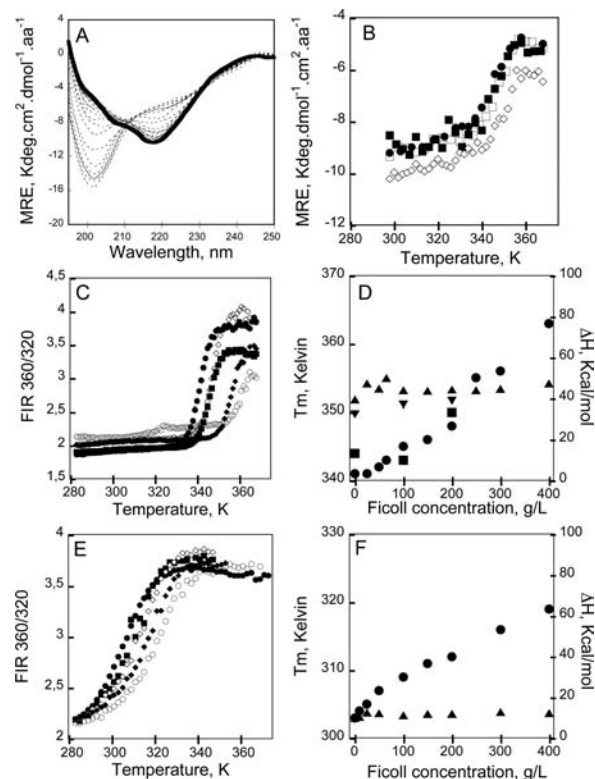 A
MRE, Kdeg.cm².dmol⁻¹.aa⁻¹
5
0
-5
-10
-15
-20
200 210 220 230 240 250
Wavelength, nm
B
MRE, Kdeg.dmol⁻¹.cm².aa⁻¹
-4
-6
-8
-10
-12
280 300 320 340 360 380
Temperature, K
C
FIR 360/320
4,5
4
3,5
3
2,5
2
1,5
280 300 320 340 360
Temperature, K
D
Tm, Kelvin
370
360
350
340
ΔH, Kcal/mol
100
80
60
40
20
0
0 100 200 300 400
Ficoll concentration, g/L
E
FIR 360/320
4
3,5
3
2,5
2
280 300 320 340 360
Temperature, K
F
Tm, Kelvin
330
320
310
300
ΔH, Kcal/mol
100
80
60
40
20
0
0 100 200 300 400
Ficoll concentration, g/L